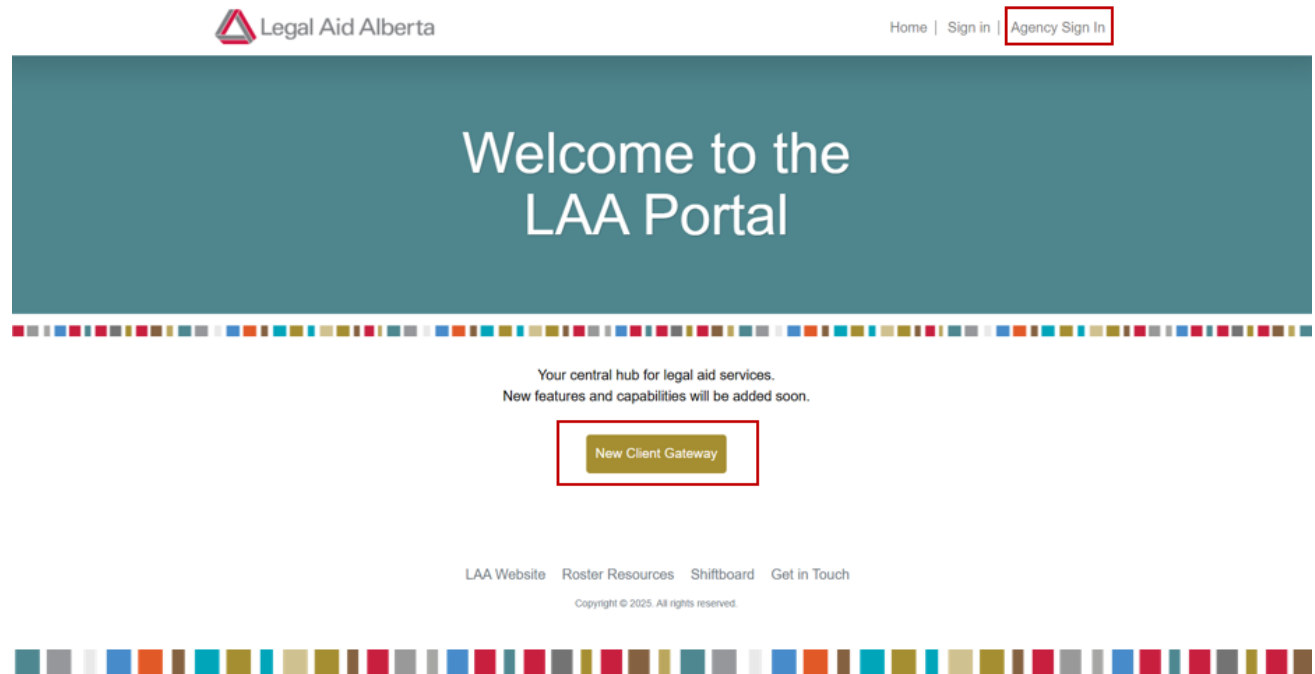 Legal Aid Alberta
Home | Sign in | Agency Sign In
Welcome to the
LAA Portal
Your central hub for legal aid services.
New features and capabilities will be added soon.
New Client Gateway
LAA Website Roster Resources Shiftboard Get in Touch
Copyright © 2025. All rights reserved.